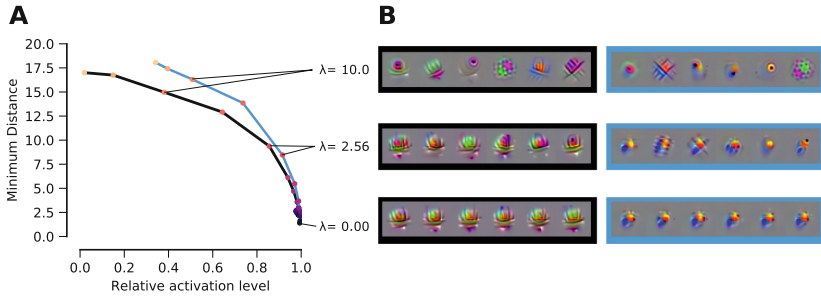 A
B
20.0
17.5
15.0
12.5
10.0
7.5
5.0
2.5
0.0
Minimum Distance
0.0 0.2 0.4 0.6 0.8 1.0
Relative activation level
λ= 10.0
λ= 2.56
λ= 0.00